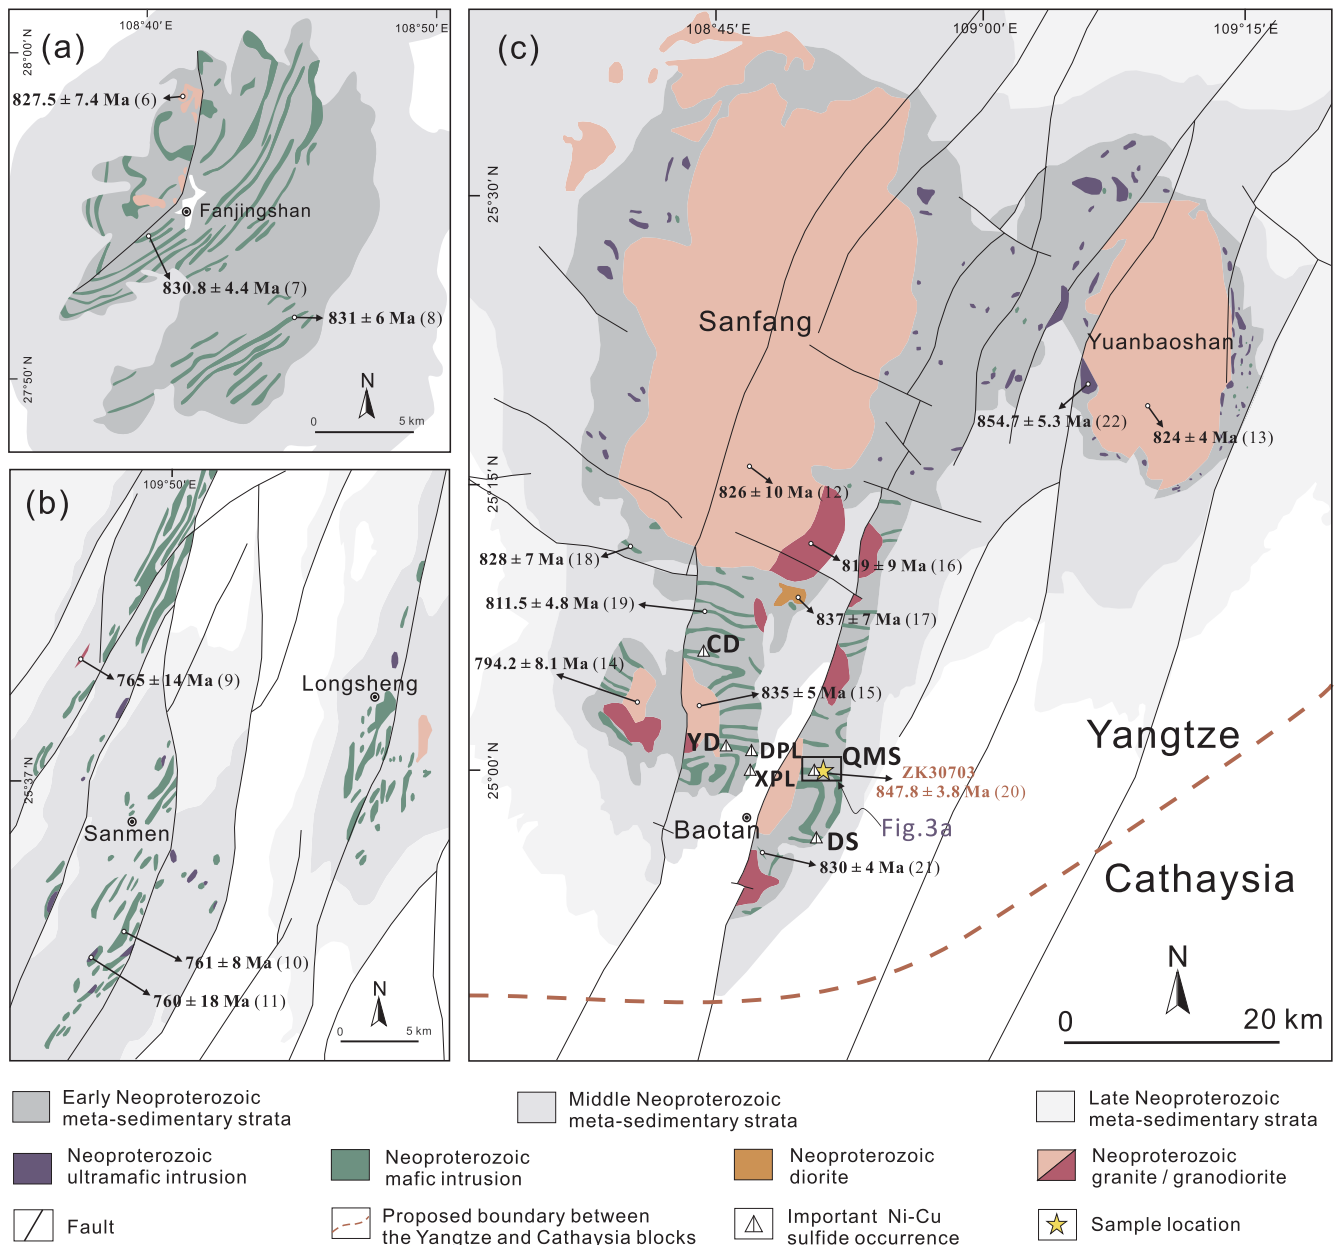 (a)
108°40′ E
108°50′ E
28°00′ N
827.5 ± 7.4 Ma (6)
Fanjingshan
830.8 ± 4.4 Ma (7)
831 ± 6 Ma (8)
27°50′ N
N
0 5 km
(b)
109°50′ E
765 ± 14 Ma (9)
Longsheng
25°37′ N
Sanmen
761 ± 8 Ma (10)
760 ± 18 Ma (11)
N
0 5 km
(c)
108°45′ E
109°00′ E
109°15′ E
25°30′ N
Sanfang
Yuanbaoshan
854.7 ± 5.3 Ma (22)
824 ± 4 Ma (13)
25°15′ N
826 ± 10 Ma (12)
828 ± 7 Ma (18)
819 ± 9 Ma (16)
811.5 ± 4.8 Ma (19)
837 ± 7 Ma (17)
CD
794.2 ± 8.1 Ma (14)
835 ± 5 Ma (15)
YD
DPL
QMS
XPL
25°00′ N
ZK30703
847.8 ± 3.8 Ma (20)
Baotan
Fig.3a
DS
830 ± 4 Ma (21)
Yangtze
Cathaysia
N
0 20 km
Early Neoproterozoic
meta-sedimentary strata
Middle Neoproterozoic
meta-sedimentary strata
Late Neoproterozoic
meta-sedimentary strata
Neoproterozoic
ultramafic intrusion
Neoproterozoic
mafic intrusion
Neoproterozoic
diorite
Neoproterozoic
granite / granodiorite
Fault
Proposed boundary between
the Yangtze and Cathaysia blocks
Important Ni-Cu
sulfide occurrence
Sample location